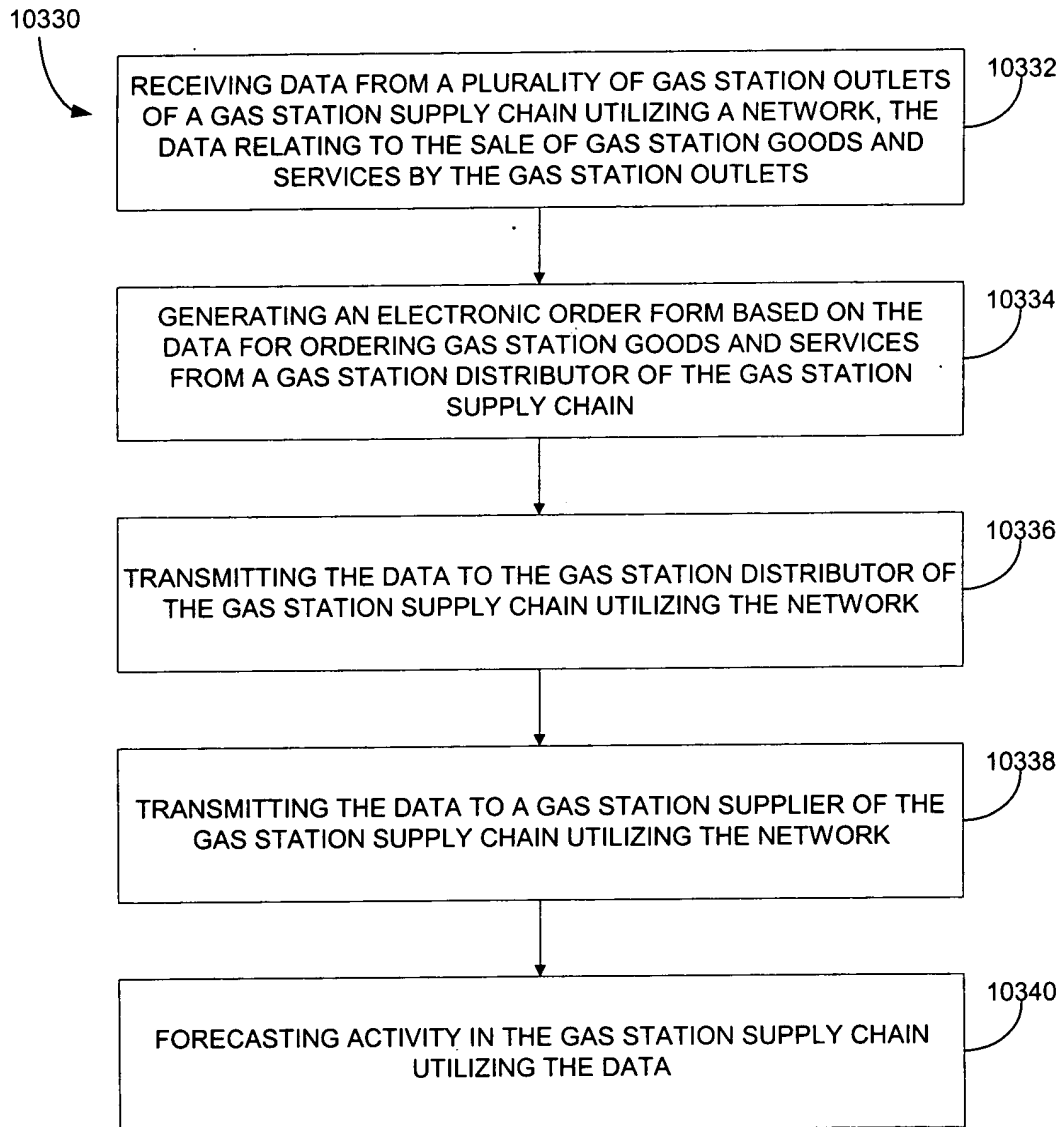 10330
10332
RECEIVING DATA FROM A PLURALITY OF GAS STATION OUTLETS
OF A GAS STATION SUPPLY CHAIN UTILIZING A NETWORK, THE
DATA RELATING TO THE SALE OF GAS STATION GOODS AND
SERVICES BY THE GAS STATION OUTLETS
10334
GENERATING AN ELECTRONIC ORDER FORM BASED ON THE
DATA FOR ORDERING GAS STATION GOODS AND SERVICES
FROM A GAS STATION DISTRIBUTOR OF THE GAS STATION
SUPPLY CHAIN
10336
TRANSMITTING THE DATA TO THE GAS STATION DISTRIBUTOR OF
THE GAS STATION SUPPLY CHAIN UTILIZING THE NETWORK
10338
TRANSMITTING THE DATA TO A GAS STATION SUPPLIER OF THE
GAS STATION SUPPLY CHAIN UTILIZING THE NETWORK
10340
FORECASTING ACTIVITY IN THE GAS STATION SUPPLY CHAIN
UTILIZING THE DATA